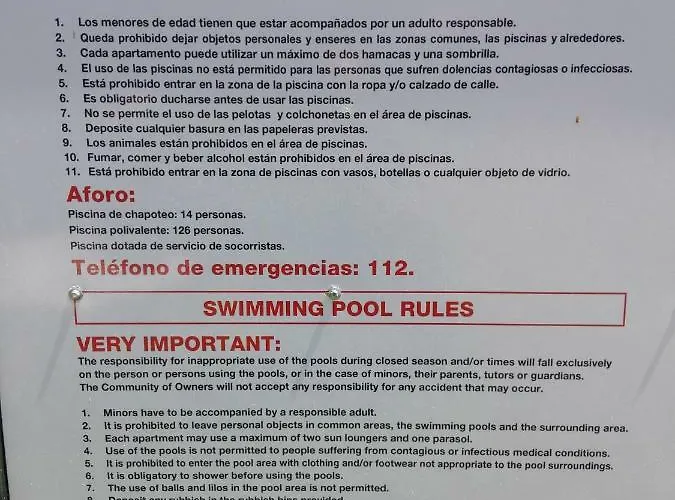 1. Los menores de edad tienen que estar acompañados por un adulto responsable.
2. Queda prohibido dejar objetos personales y enseres en las zonas comunes, las piscinas y alrededores.
3. Cada apartamento puede utilizar un máximo de dos hamacas y una sombrilla.
4. El uso de las piscinas no está permitido para las personas que sufren dolencias contagiosas o infecciosas.
5. Está prohibido entrar en la zona de la piscina con la ropa y/o calzado de calle.
6. Es obligatorio ducharse antes de usar las piscinas.
7. No se permite el uso de las pelotas y colchonetas en el área de piscinas.
8. Deposite cualquier basura en las papeleras previstas.
9. Los animales están prohibidos en el área de piscinas.
10. Fumar, comer y beber alcohol están prohibidos en el área de piscinas.
11. Está prohibido entrar en la zona de piscinas con vasos, botellas o cualquier objeto de vidrio.
Aforo:
Piscina de chapoteo: 14 personas.
Piscina polivalente: 126 personas.
Piscina dotada de servicio de socorristas.
Teléfono de emergencias: 112.
SWIMMING POOL RULES
VERY IMPORTANT:
The responsibility for inappropriate use of the pools during closed season and/or times will fall exclusively
on the person or persons using the pools, or in the case of minors, their parents, tutors or guardians.
The Community of Owners will not accept any responsibility for any accident that may occur.
1. Minors have to be accompanied by a responsible adult.
2. It is prohibited to leave personal objects in common areas, the swimming pools and the surrounding area.
3. Each apartment may use a maximum of two sun loungers and one parasol.
4. Use of the pools is not permitted to people suffering from contagious or infectious medical conditions.
5. It is prohibited to enter the pool area with clothing and/or footwear not appropriate to the pool surroundings.
6. It is obligatory to shower before using the pools.
7. The use of balls and lilos in the pool area is not permitted.
8. Deposit any rubbish in the rubbish bins provided.